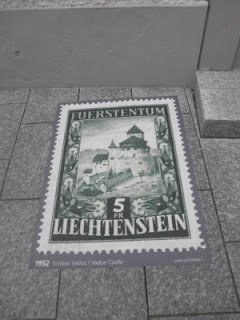 FUERSTENTUM
5
FR
LIECHTENSTEIN
1952 Schloss Vaduz / Vaduz Castle